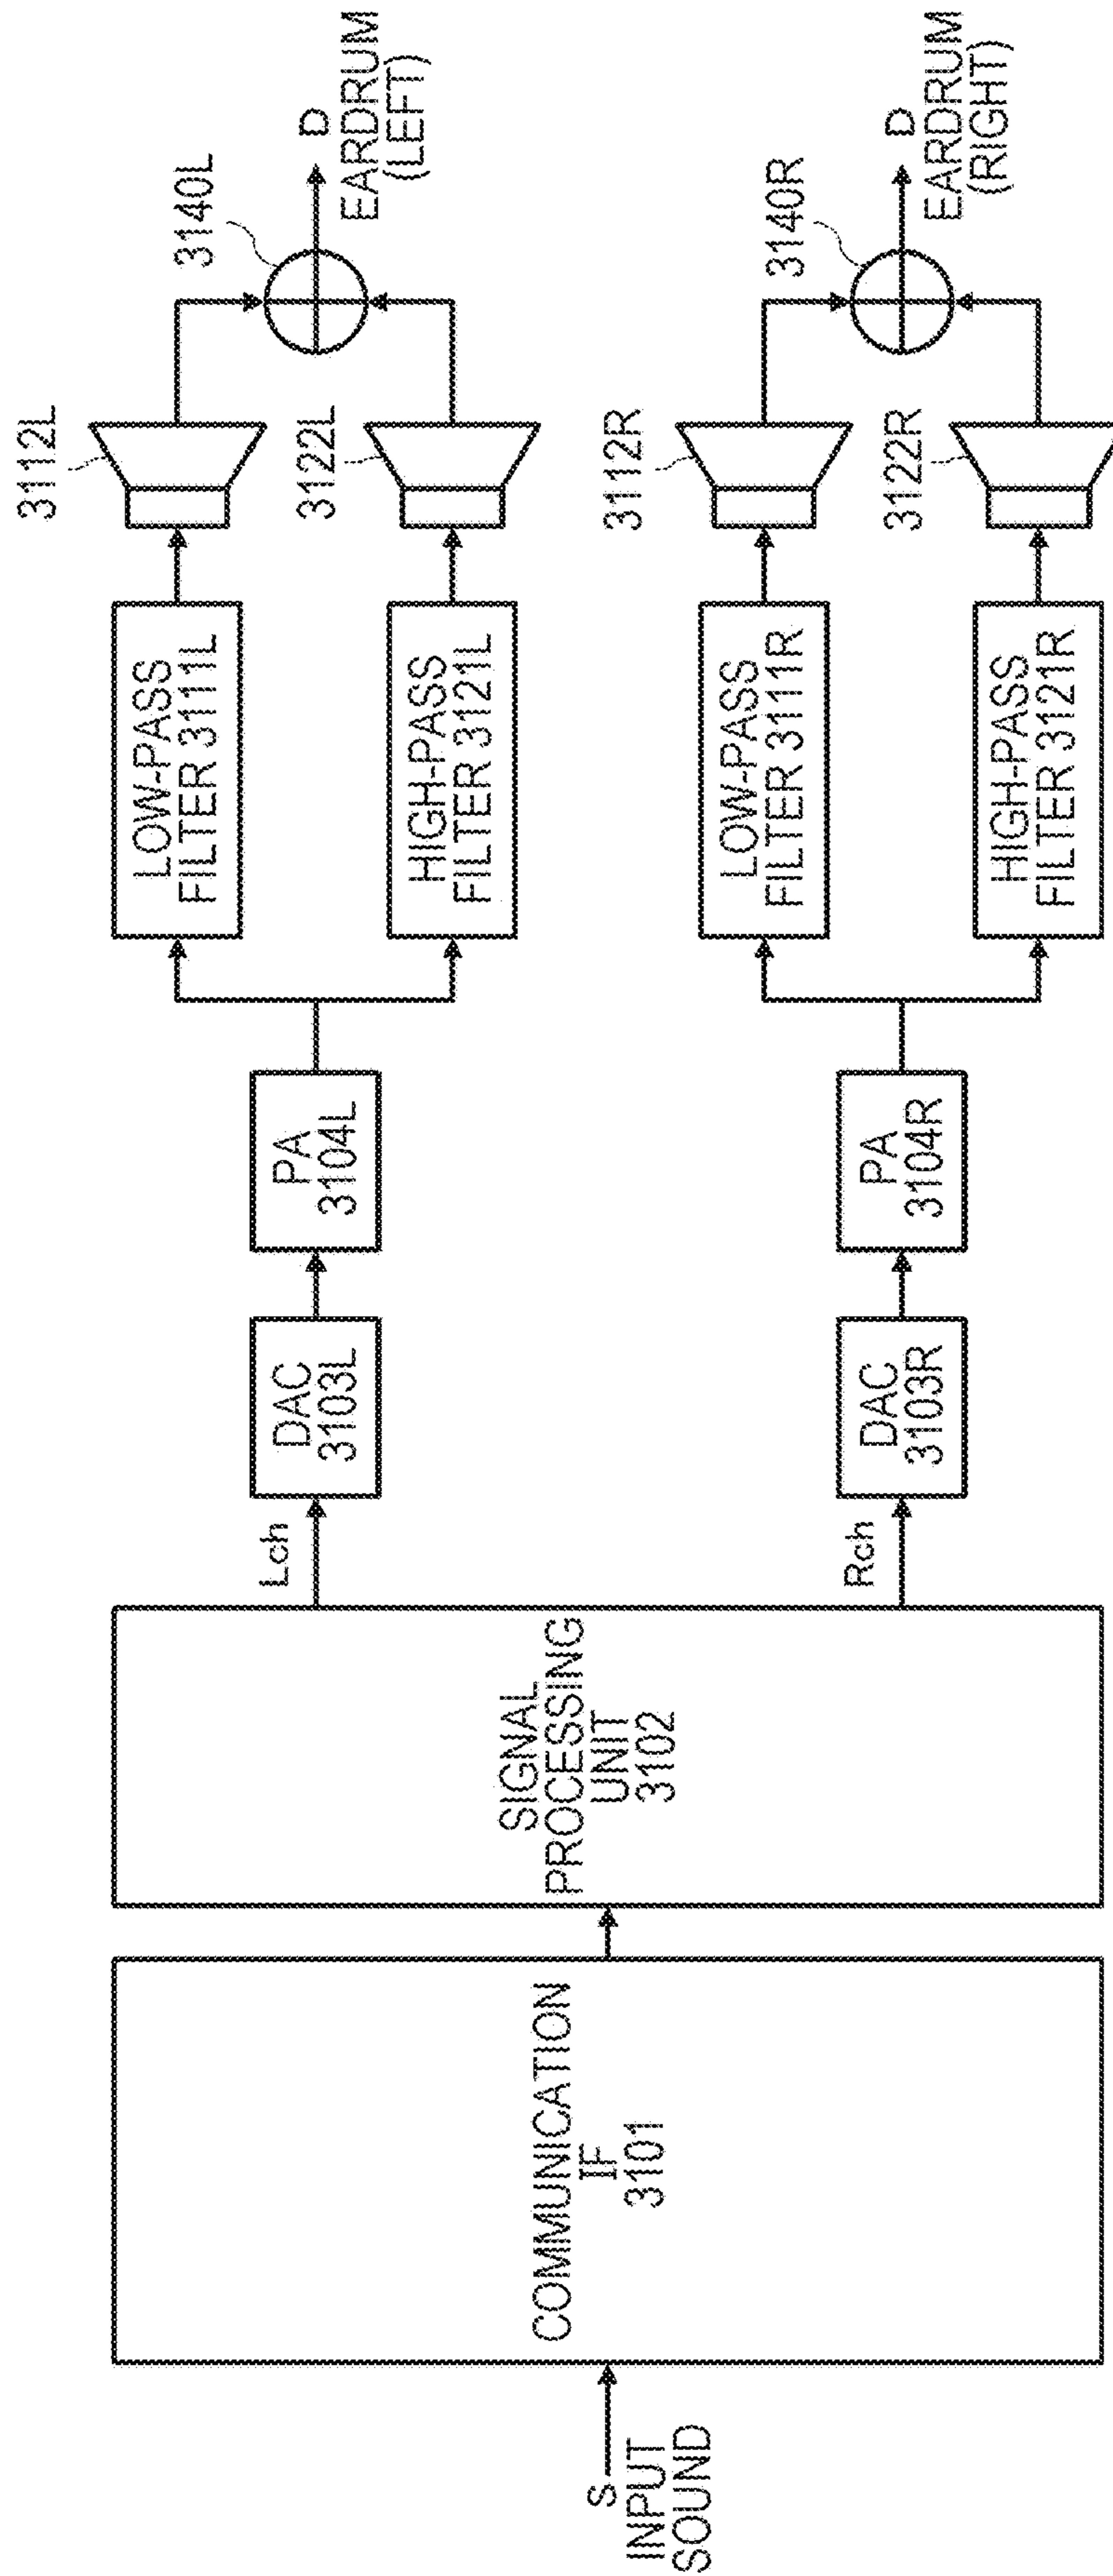 S
INPUT
SOUND
COMMUNICATION
IF
3101
SIGNAL
PROCESSING
UNIT
3102
Lch
DAC
3103L
PA
3104L
LOW-PASS
FILTER 3111L
3112L
HIGH-PASS
FILTER 3121L
3122L
3140L
D
EARDRUM
(LEFT)
Rch
DAC
3103R
PA
3104R
LOW-PASS
FILTER 3111R
3112R
HIGH-PASS
FILTER 3121R
3122R
3140R
D
EARDRUM
(RIGHT)